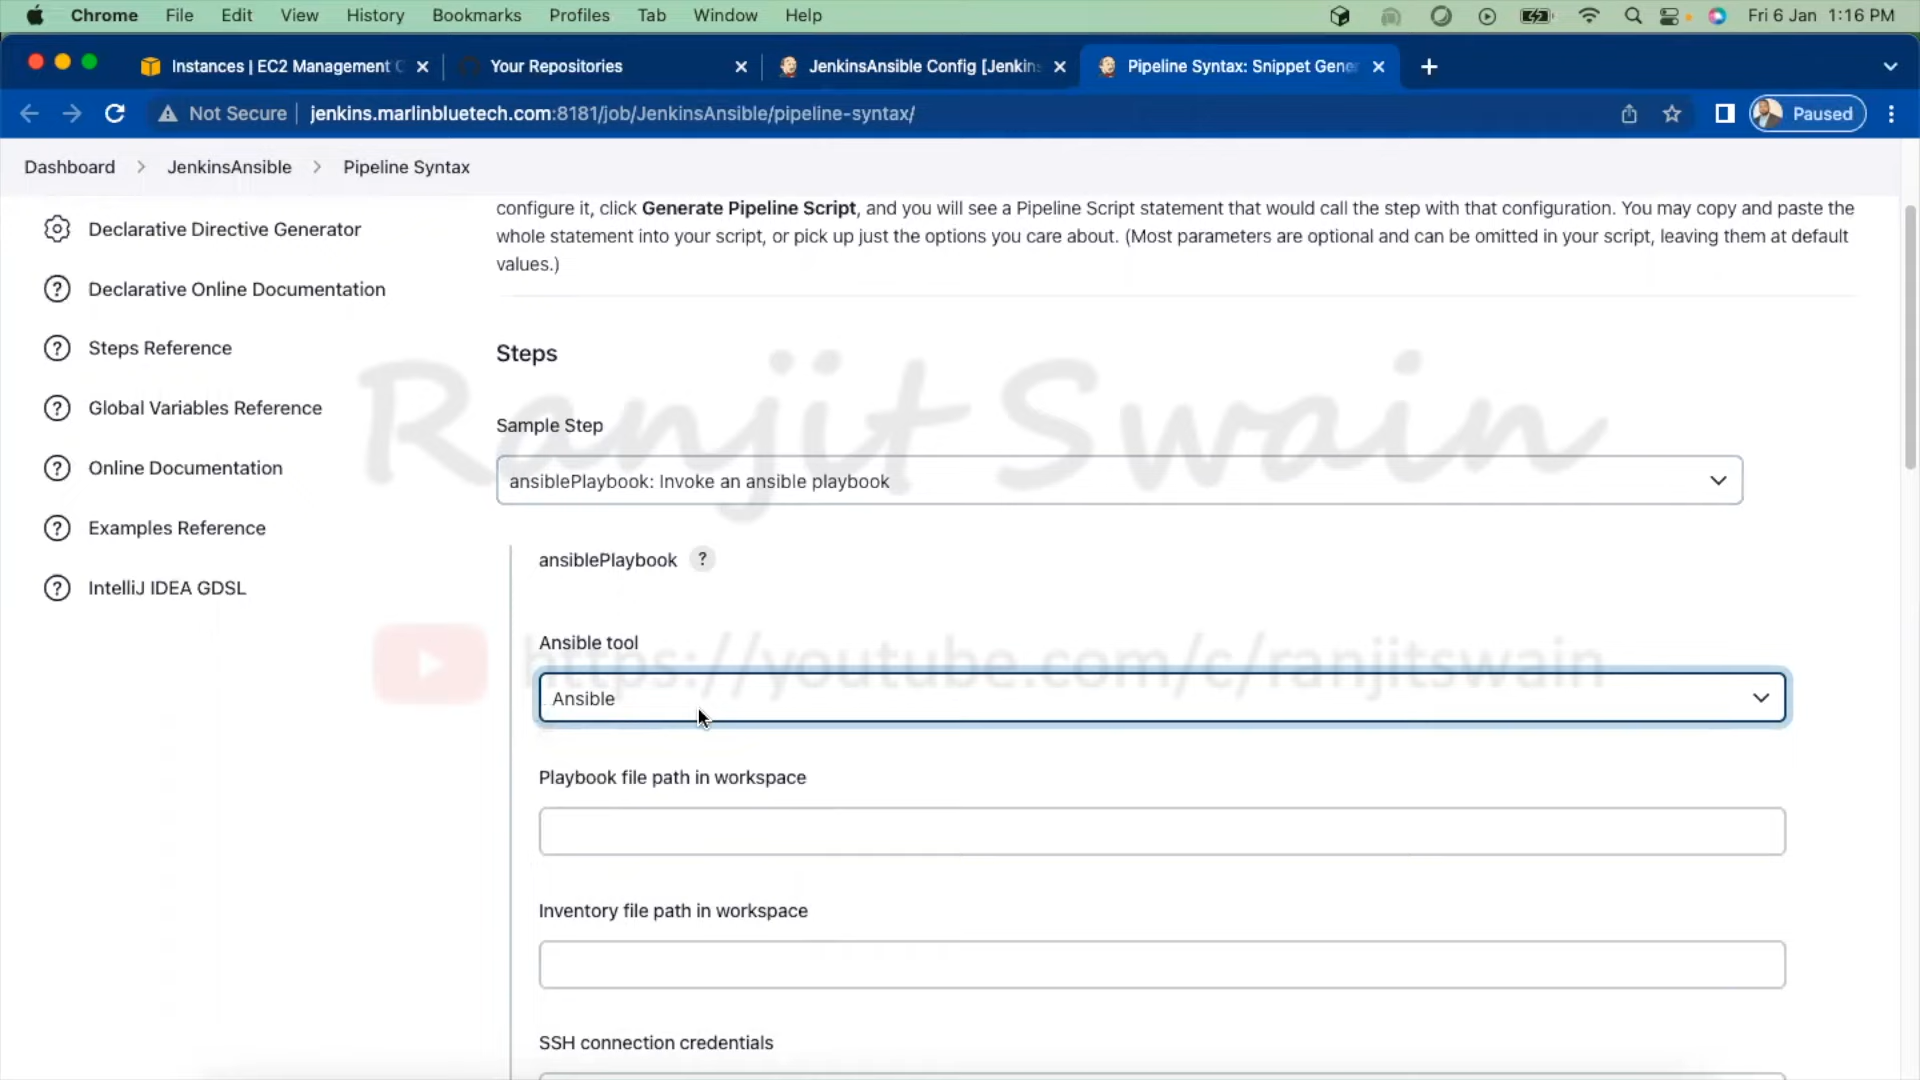 Chrome File Edit View History Bookmarks Profiles Tab Window Help Fri 6 Jan 1:16 PM
Instances | EC2 Management C
Your Repositories
JenkinsAnsible Config [Jenkin
Pipeline Syntax: Snippet Gene
Not Secure jenkins.marlinbluetech.com:8181/job/JenkinsAnsible/pipeline-syntax/ Paused
Dashboard > JenkinsAnsible > Pipeline Syntax
Declarative Directive Generator
Declarative Online Documentation
Steps Reference
Global Variables Reference
Online Documentation
Examples Reference
IntelliJ IDEA GDSL
configure it, click Generate Pipeline Script, and you will see a Pipeline Script statement that would call the step with that configuration. You may copy and paste the
whole statement into your script, or pick up just the options you care about. (Most parameters are optional and can be omitted in your script, leaving them at default
values.)
Steps
Ranjit Swain
Sample Step
ansiblePlaybook: Invoke an ansible playbook
ansiblePlaybook ?
Ansible tool
https://youtube.com/c/ranjitswain
Ansible
Playbook file path in workspace
Inventory file path in workspace
SSH connection credentials